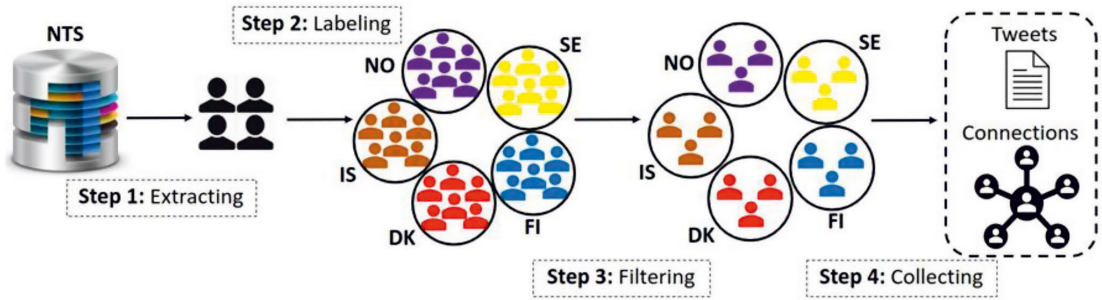 NTS
Step 1: Extracting
Step 2: Labeling
NO
SE
IS
DK
FI
Step 3: Filtering
NO
SE
IS
DK
FI
Step 4: Collecting
Tweets
Connections